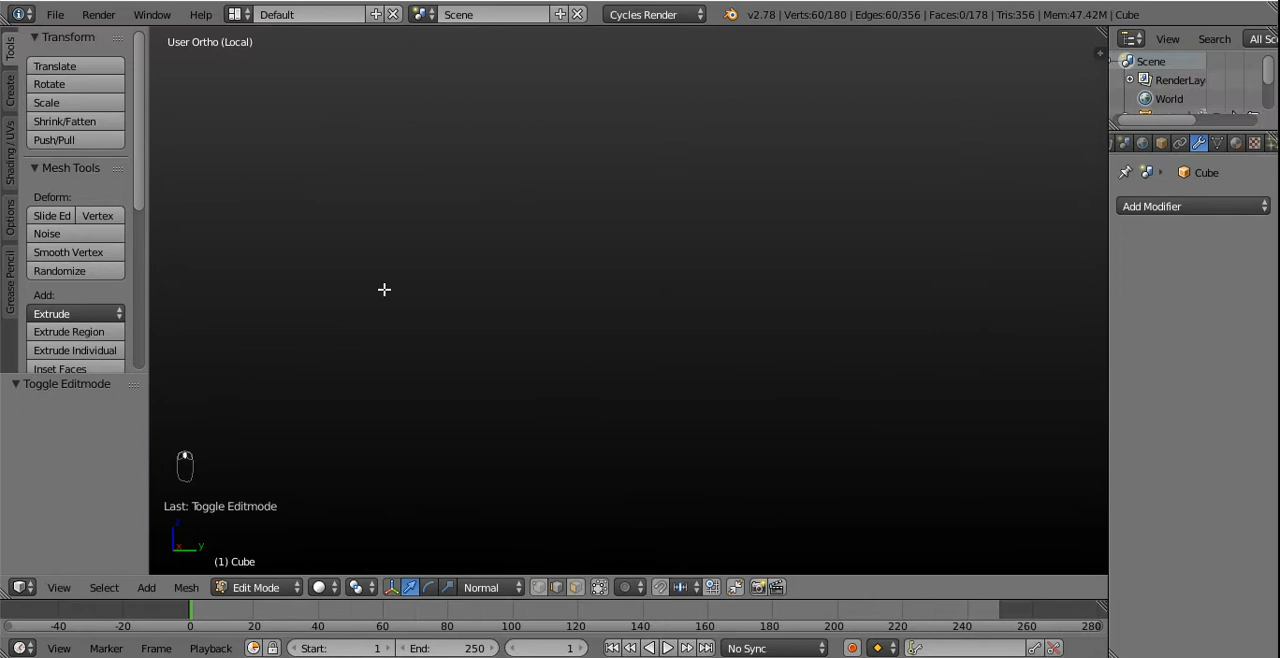 File Render Window Help Default Scene Cycles Render v2.78 | Verts:60/180 | Edges:60/356 | Faces:0/178 | Tris:356 | Mem:47.42M | Cube
Tools
Create
Shading / UVs
Options
Grease Pencil
Transform
Translate
Rotate
Scale
Shrink/Fatten
Push/Pull
Mesh Tools
Deform:
Slide Ed Vertex
Noise
Smooth Vertex
Randomize
Add:
Extrude
Extrude Region
Extrude Individual
Inset Faces
Toggle Editmode
User Ortho (Local)
Last: Toggle Editmode
z
x y
(1) Cube
View Search All Sc
Scene
RenderLay
World
Cube
Add Modifier
View Select Add Mesh Edit Mode Normal
-40 -20 0 20 40 60 80 100 120 140 160 180 200 220 240 260 280
View Marker Frame Playback Start: 1 End: 250 1 No Sync